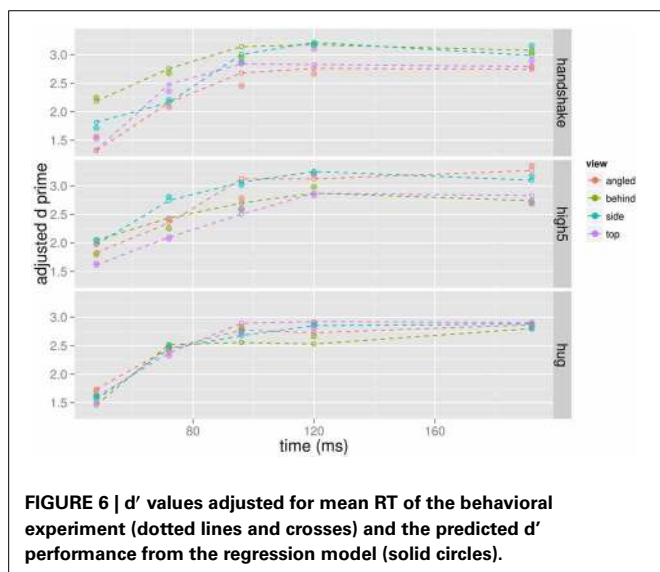 3.0
2.5
2.0
1.5
handshake
3.0
2.5
2.0
1.5
high5
3.0
2.5
2.0
1.5
hug
adjusted d prime
80
120
160
time (ms)
view
angled
behind
side
top
FIGURE 6 | d′ values adjusted for mean RT of the behavioral
experiment (dotted lines and crosses) and the predicted d′
performance from the regression model (solid circles).